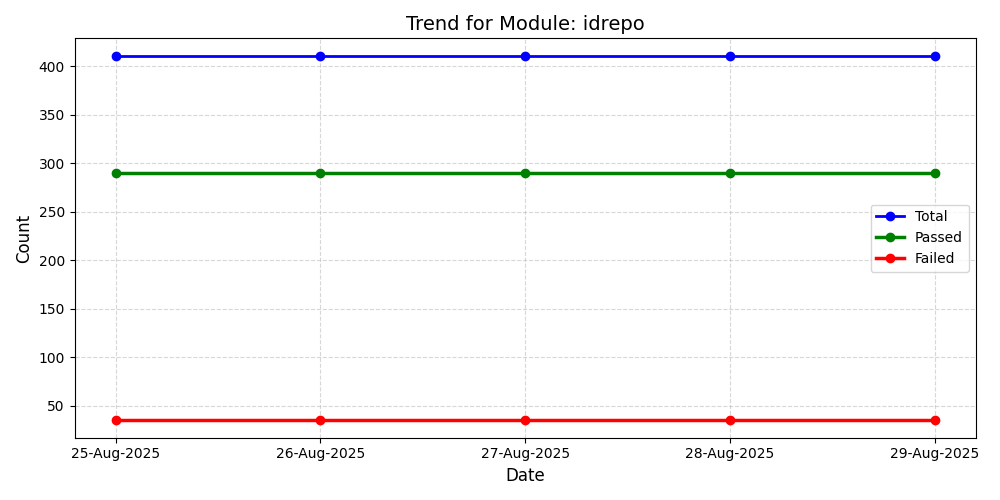 Trend for Module: idrepo
Count
400
350
300
250
200
150
100
50
Total
Passed
Failed
25-Aug-2025 26-Aug-2025 27-Aug-2025 28-Aug-2025 29-Aug-2025
Date